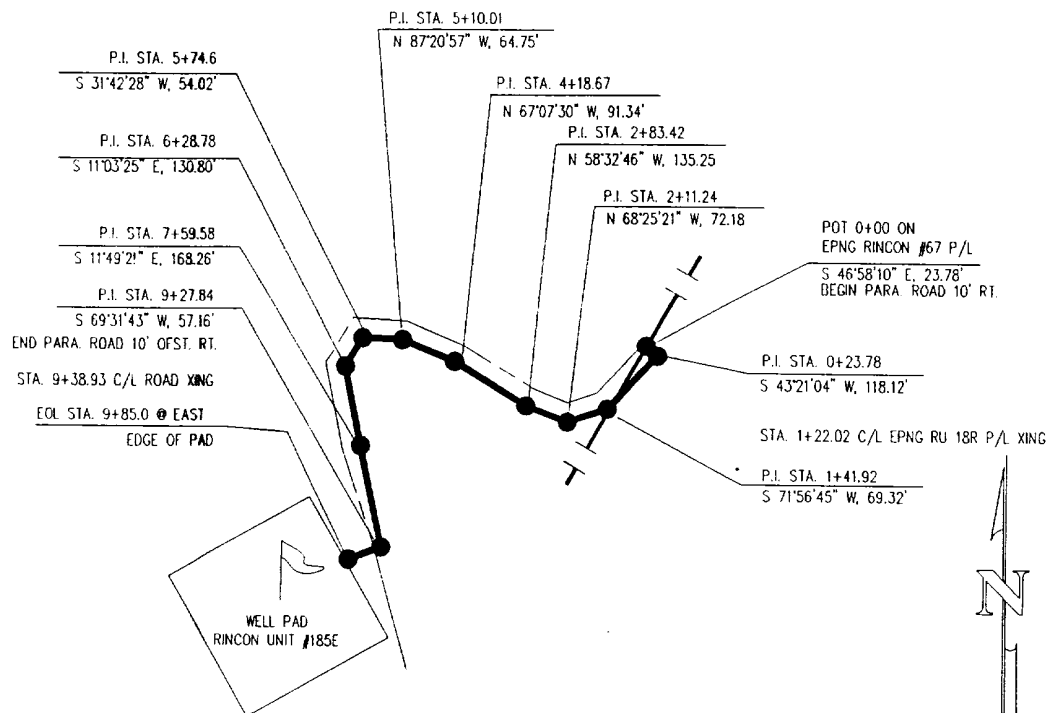 P.I. STA. 5+10.01
N 87°20'57" W, 64.75'
P.I. STA. 5+74.6
S 31°42'28" W, 54.02'
P.I. STA. 4+18.67
N 67°07'30" W, 91.34'
P.I. STA. 2+83.42
N 58°32'46" W, 135.25
P.I. STA. 6+28.78
S 11°03'25" E, 130.80'
P.I. STA. 2+11.24
N 68°25'21" W, 72.18
POT 0+00 ON
EPNG RINCON #67 P/L
S 46°58'10" E, 23.78'
BEGIN PARA. ROAD 10' RT.
P.I. STA. 7+59.58
S 11°49'21" E, 168.26'
P.I. STA. 9+27.84
S 69°31'43" W, 57.16'
END PARA. ROAD 10' OFST. RT.
STA. 9+38.93 C/L ROAD XING
EOL STA. 9+85.0 @ EAST
EDGE OF PAD
P.I. STA. 0+23.78
S 43°21'04" W, 118.12'
STA. 1+22.02 C/L EPNG RU 18R P/L XING
P.I. STA. 1+41.92
S 71°56'45" W, 69.32'
WELL PAD
RINCON UNIT #185E
N